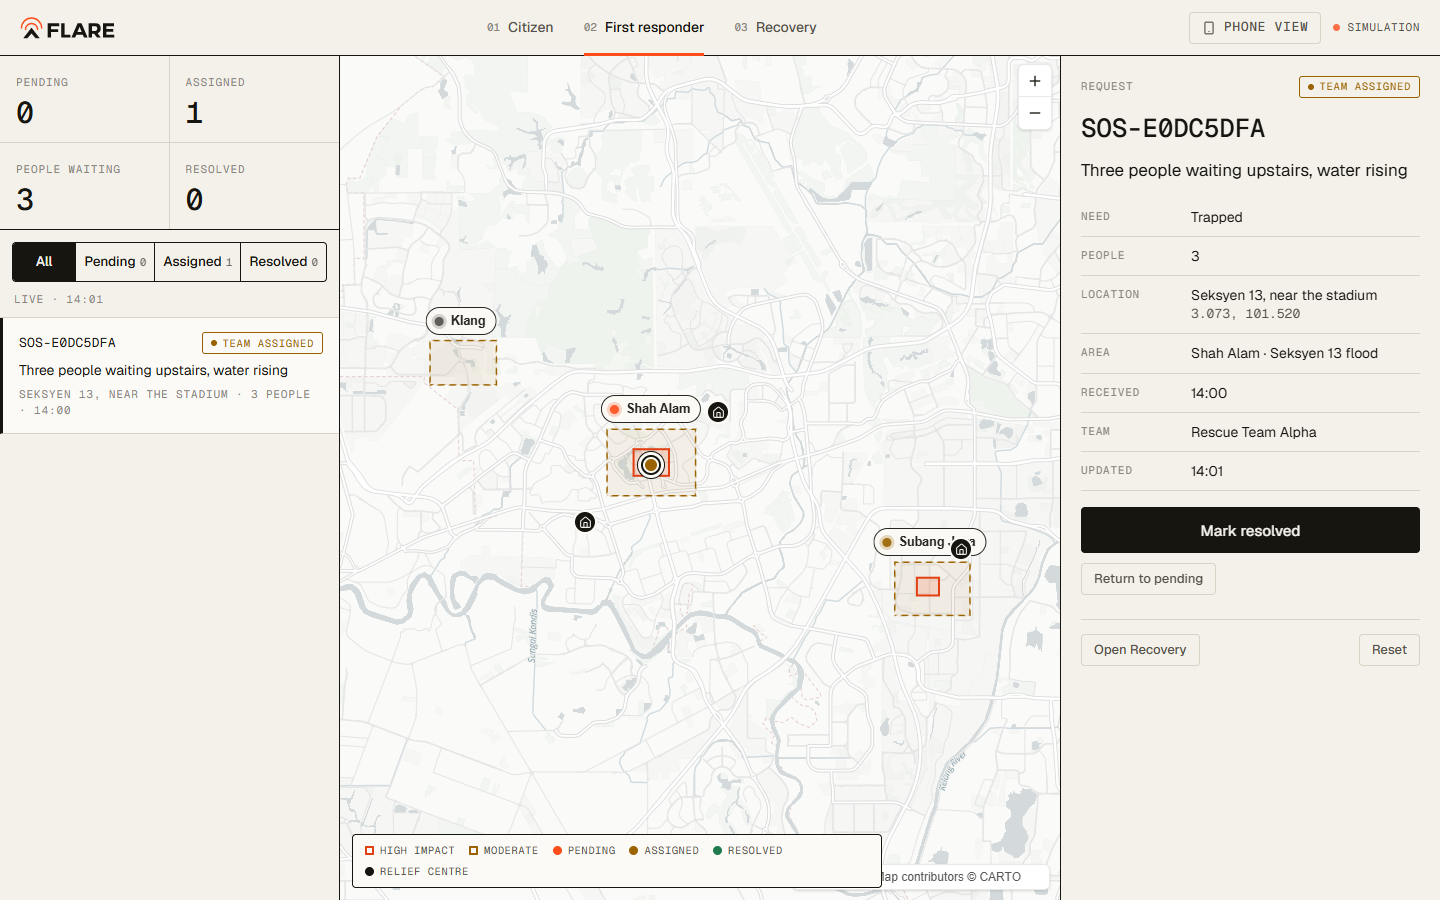 FLARE
01 Citizen
02 First responder
03 Recovery
PHONE VIEW
SIMULATION
PENDING
0
ASSIGNED
1
PEOPLE WAITING
3
RESOLVED
0
All
Pending 0
Assigned 1
Resolved 0
LIVE · 14:01
SOS-E0DC5DFA
TEAM ASSIGNED
Three people waiting upstairs, water rising
SEKSYEN 13, NEAR THE STADIUM · 3 PEOPLE
· 14:00
+
−
Klang
Shah Alam
Subang
Sungai Kandis
Kelang River
HIGH IMPACT
MODERATE
PENDING
ASSIGNED
RESOLVED
RELIEF CENTRE
contributors © CARTO
REQUEST
TEAM ASSIGNED
SOS-E0DC5DFA
Three people waiting upstairs, water rising
NEED
Trapped
PEOPLE
3
LOCATION
Seksyen 13, near the stadium
3.073, 101.520
AREA
Shah Alam · Seksyen 13 flood
RECEIVED
14:00
TEAM
Rescue Team Alpha
UPDATED
14:01
Mark resolved
Return to pending
Open Recovery
Reset